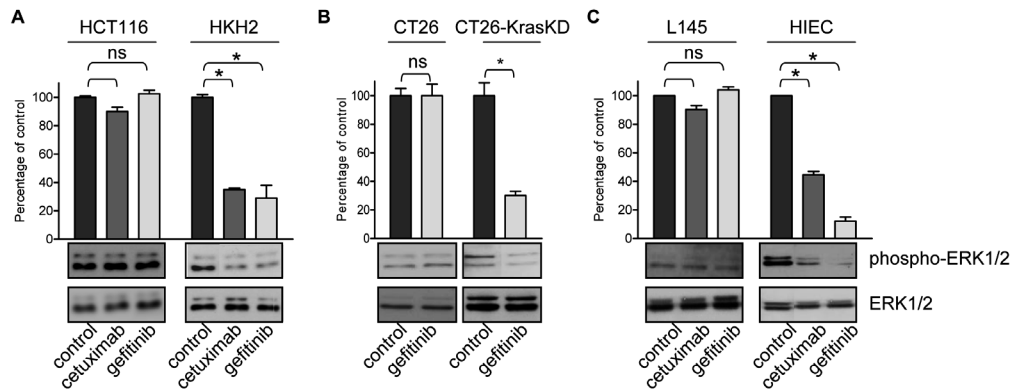 A
HCT116 HKH2
ns
*
*
Percentage of control
100
80
60
40
20
0
control
cetuximab
gefitinib
control
cetuximab
gefitinib
B
CT26 CT26-KrasKD
ns
*
Percentage of control
100
80
60
40
20
0
control
gefitinib
control
gefitinib
C
L145 HIEC
ns
*
*
Percentage of control
100
80
60
40
20
0
phospho-ERK1/2
ERK1/2
control
cetuximab
gefitinib
control
cetuximab
gefitinib